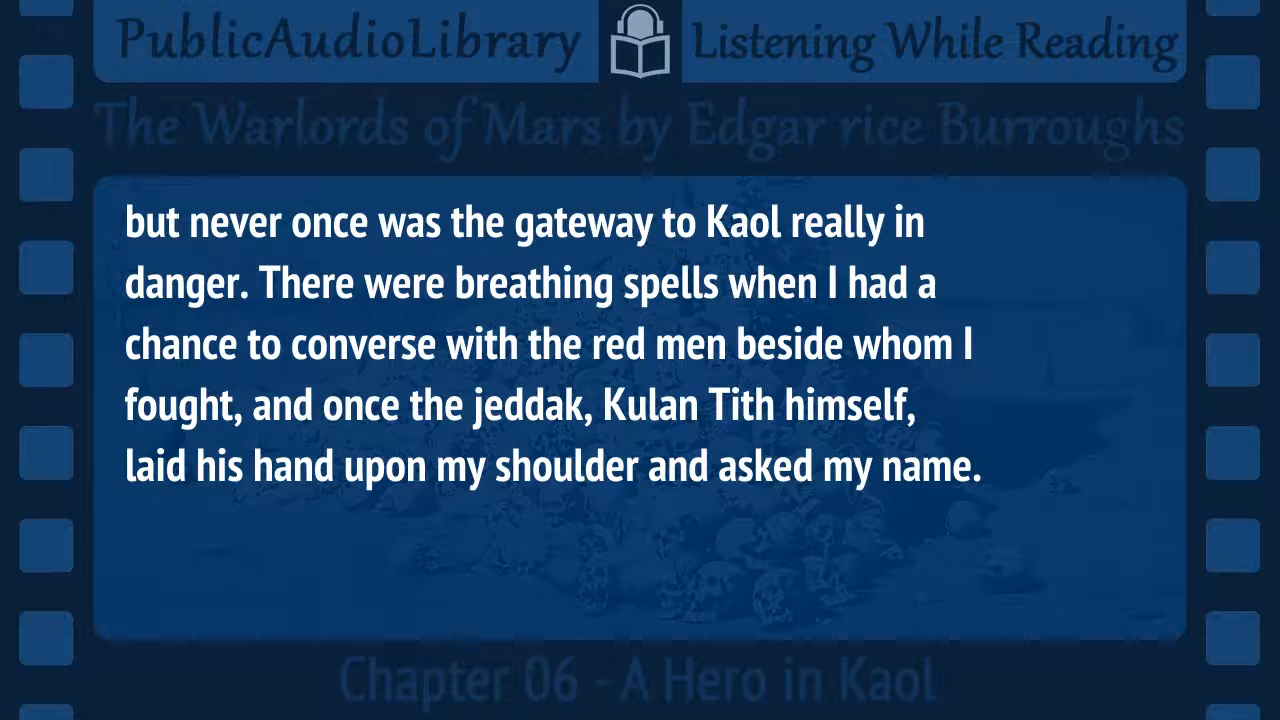 PublicAudioLibrary Listening While Reading
The Warlords of Mars by Edgar rice Burroughs
but never once was the gateway to Kaol really in
danger. There were breathing spells when I had a
chance to converse with the red men beside whom I
fought, and once the jeddak, Kulan Tith himself,
laid his hand upon my shoulder and asked my name.
Chapter 06 - A Hero in Kaol